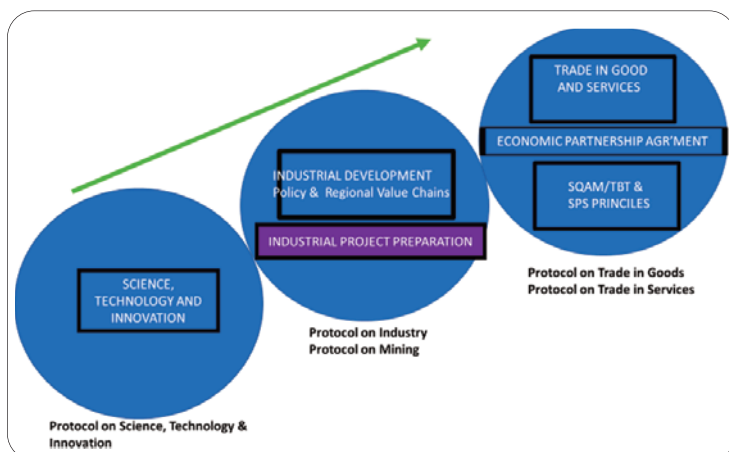 TRADE IN GOOD
AND SERVICES
ECONOMIC PARTNERSHIP AGR'MENT
SQAM/TBT &
SPS PRINCILES
Protocol on Trade in Goods
Protocol on Trade in Services
INDUSTRIAL DEVELOPMENT
Policy & Regional Value Chains
INDUSTRIAL PROJECT PREPARATION
Protocol on Industry
Protocol on Mining
SCIENCE,
TECHNOLOGY AND
INNOVATION
Protocol on Science, Technology &
Innovation